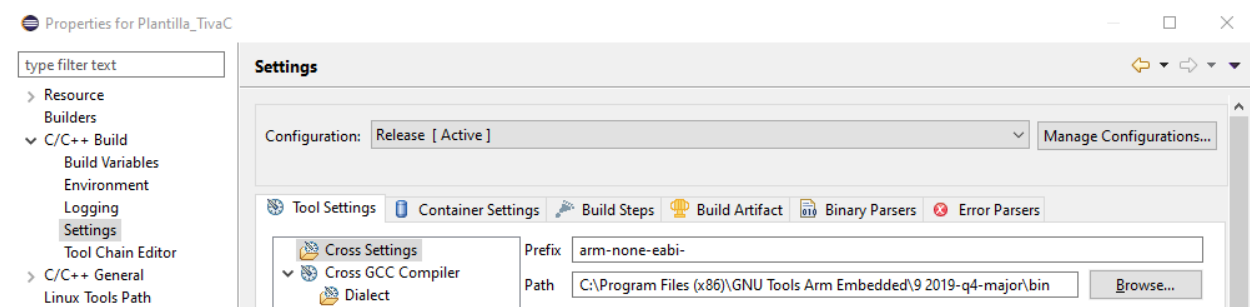 Properties for Plantilla_TivaC
type filter text
Settings
Resource
Builders
C/C++ Build
Build Variables
Environment
Logging
Settings
Tool Chain Editor
C/C++ General
Linux Tools Path
Configuration: Release [ Active ] Manage Configurations...
Tool Settings Container Settings Build Steps Build Artifact Binary Parsers Error Parsers
Cross Settings
Cross GCC Compiler
Dialect
Prefix arm-none-eabi-
Path C:\Program Files (x86)\GNU Tools Arm Embedded\9 2019-q4-major\bin Browse...